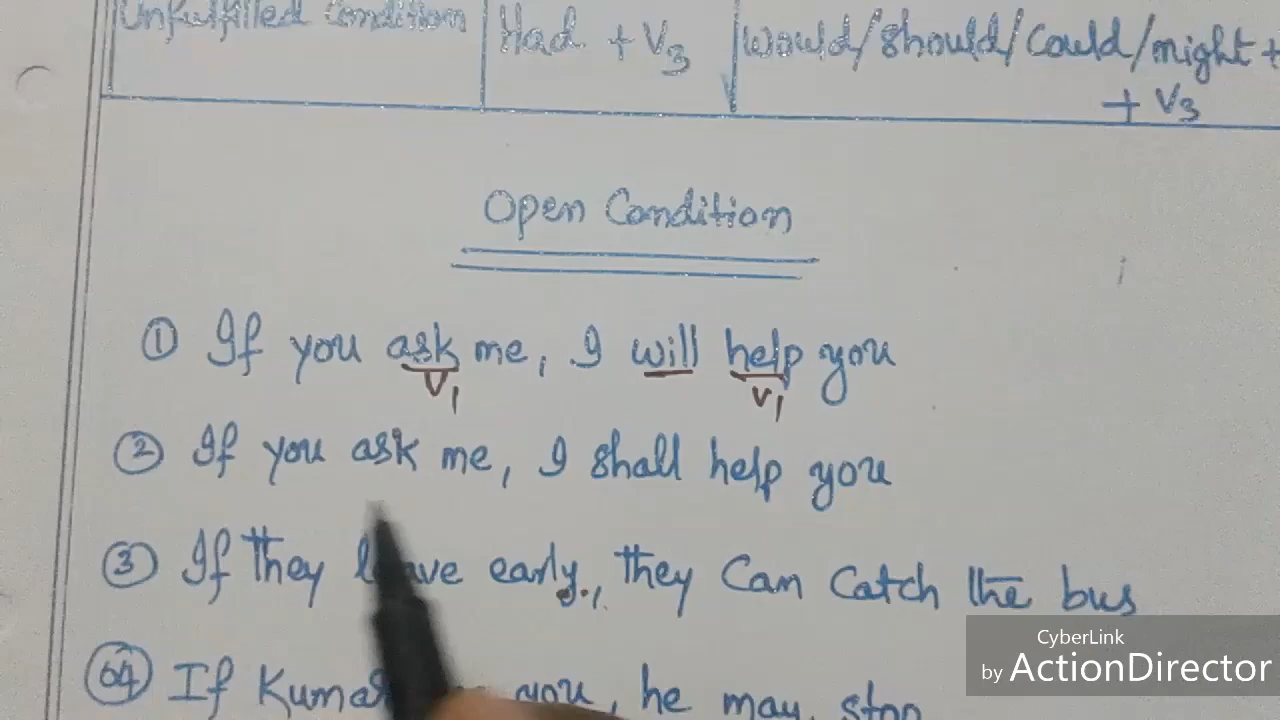 Unfulfilled Condition Had + V3 would/should/could/might +
+ V3
Open Condition
① If you ask me, I will help you
V1 V1
② If you ask me, I shall help you
③ If they leave early, they can catch the bus
04 If Kumar you, he may stop
CyberLink
by ActionDirector